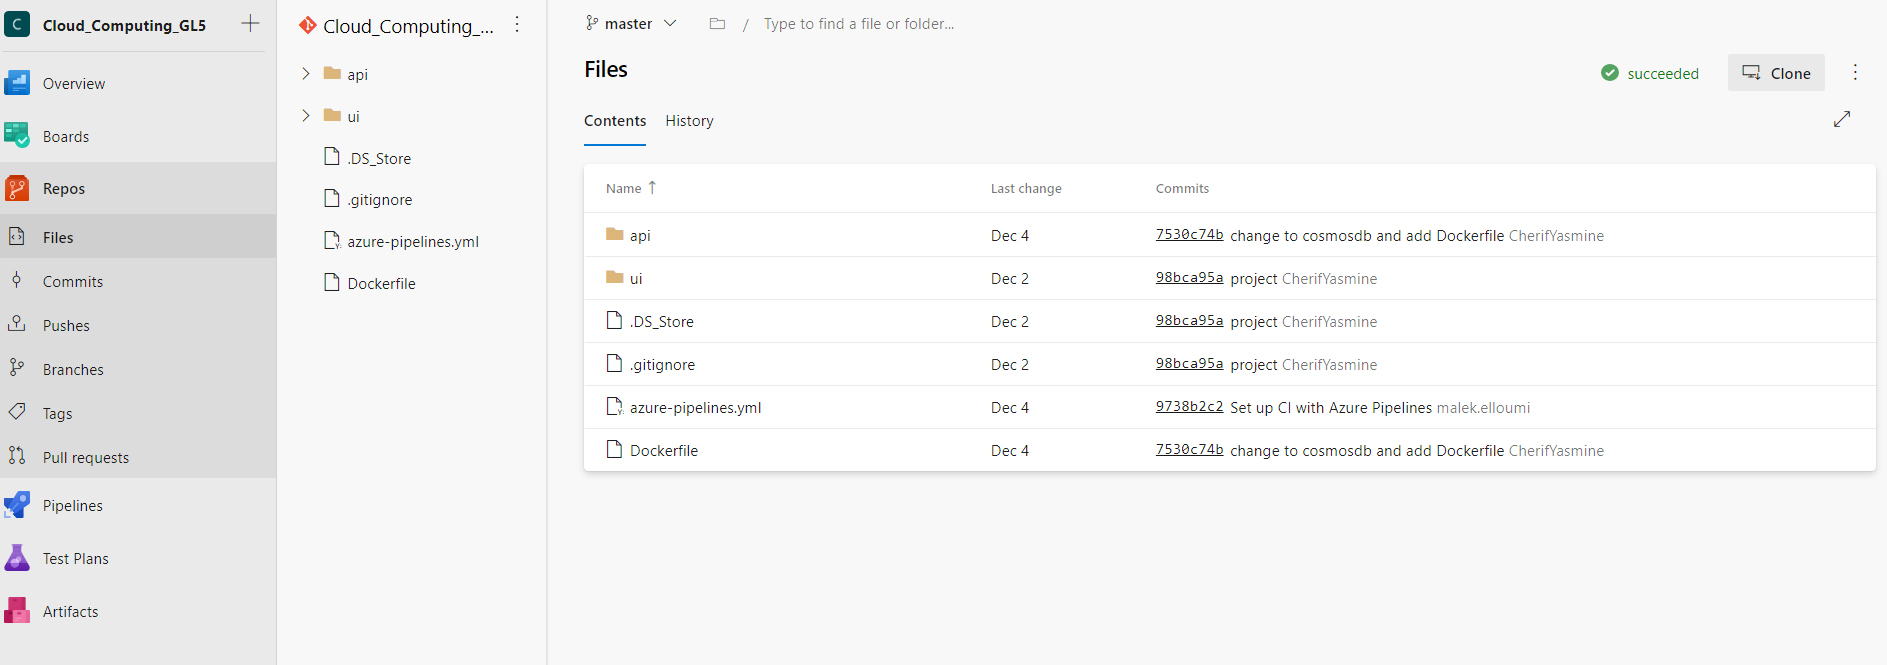 C Cloud_Computing_GL5
Overview
Boards
Repos
Files
Commits
Pushes
Branches
Tags
Pull requests
Pipelines
Test Plans
Artifacts
Cloud_Computing_...
api
ui
.DS_Store
.gitignore
azure-pipelines.yml
Dockerfile
master / Type to find a file or folder...
Files
succeeded Clone
Contents History
Name ↑ Last change Commits
api Dec 4 7530c74b change to cosmosdb and add Dockerfile CherifYasmine
ui Dec 2 98bca95a project CherifYasmine
.DS_Store Dec 2 98bca95a project CherifYasmine
.gitignore Dec 2 98bca95a project CherifYasmine
azure-pipelines.yml Dec 4 9738b2c2 Set up CI with Azure Pipelines malek.elloumi
Dockerfile Dec 4 7530c74b change to cosmosdb and add Dockerfile CherifYasmine